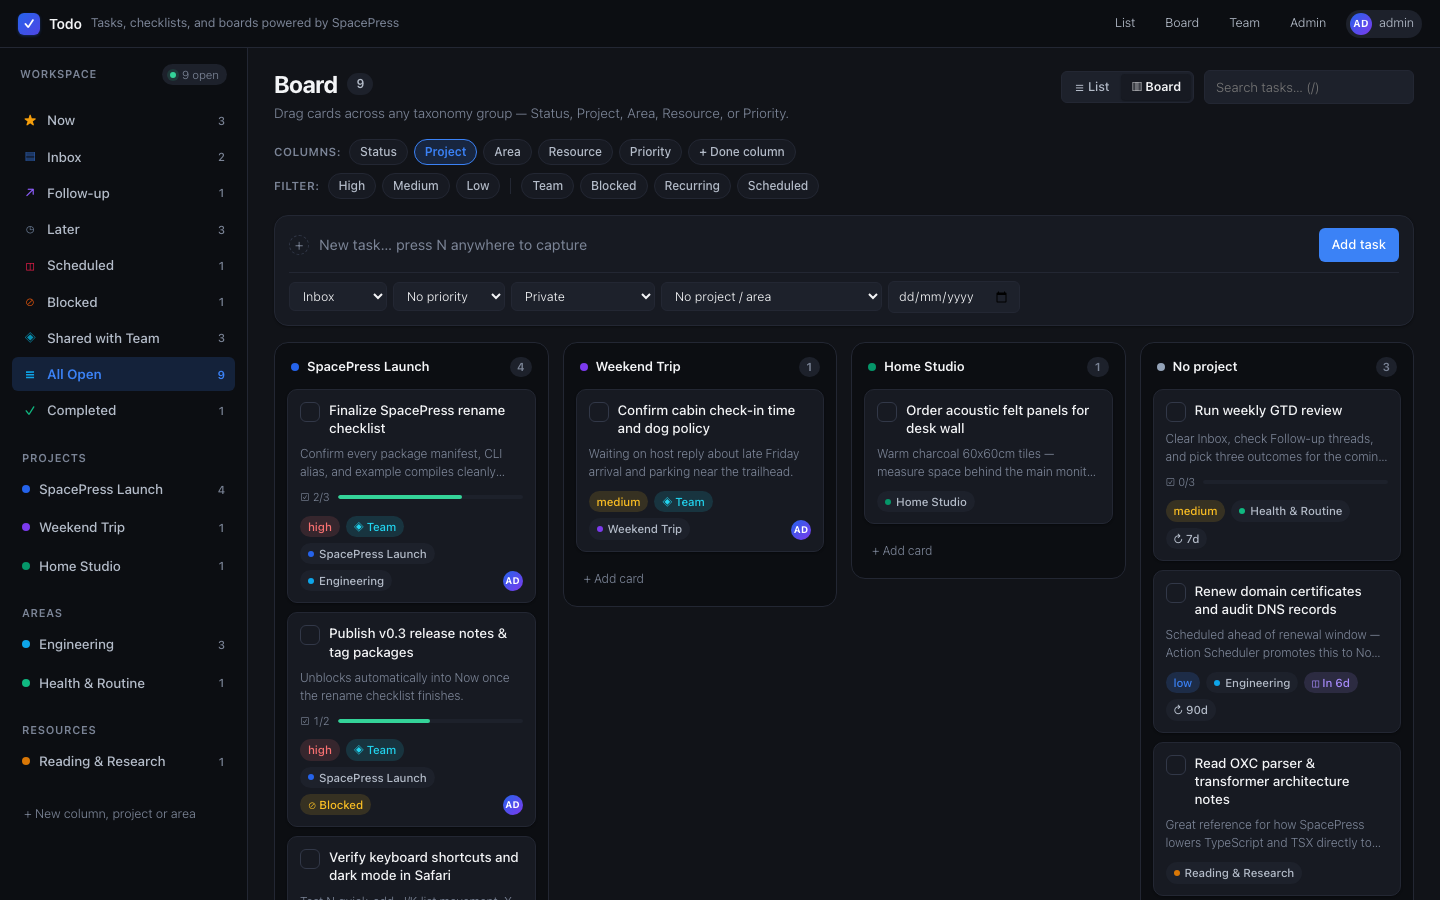 Todo
Tasks, checklists, and boards powered by SpacePress
List
Board
Team
Admin
AD
admin
WORKSPACE
9 open
Now
3
Inbox
2
Follow-up
1
Later
3
Scheduled
1
Blocked
1
Shared with Team
3
All Open
9
Completed
1
PROJECTS
SpacePress Launch
4
Weekend Trip
1
Home Studio
1
AREAS
Engineering
3
Health & Routine
1
RESOURCES
Reading & Research
1
+ New column, project or area
Board
9
Drag cards across any taxonomy group — Status, Project, Area, Resource, or Priority.
List
Board
Search tasks... (/)
COLUMNS:
Status
Project
Area
Resource
Priority
+ Done column
FILTER:
High
Medium
Low
Team
Blocked
Recurring
Scheduled
New task... press N anywhere to capture
Add task
Inbox
No priority
Private
No project / area
dd/mm/yyyy
SpacePress Launch
4
Finalize SpacePress rename
checklist
Confirm every package manifest, CLI
alias, and example compiles cleanly...
2/3
high
Team
SpacePress Launch
Engineering
AD
Publish v0.3 release notes &
tag packages
Unblocks automatically into Now once
the rename checklist finishes.
1/2
high
Team
SpacePress Launch
Blocked
AD
Verify keyboard shortcuts and
dark mode in Safari
Weekend Trip
1
Confirm cabin check-in time
and dog policy
Waiting on host reply about late Friday
arrival and parking near the trailhead.
medium
Team
Weekend Trip
AD
+ Add card
Home Studio
1
Order acoustic felt panels for
desk wall
Warm charcoal 60x60cm tiles —
measure space behind the main monit...
Home Studio
+ Add card
No project
3
Run weekly GTD review
Clear Inbox, check Follow-up threads,
and pick three outcomes for the comin...
0/3
medium
Health & Routine
7d
Renew domain certificates
and audit DNS records
Scheduled ahead of renewal window —
Action Scheduler promotes this to No...
low
Engineering
In 6d
90d
Read OXC parser &
transformer architecture
notes
Great reference for how SpacePress
lowers TypeScript and TSX directly to...
Reading & Research